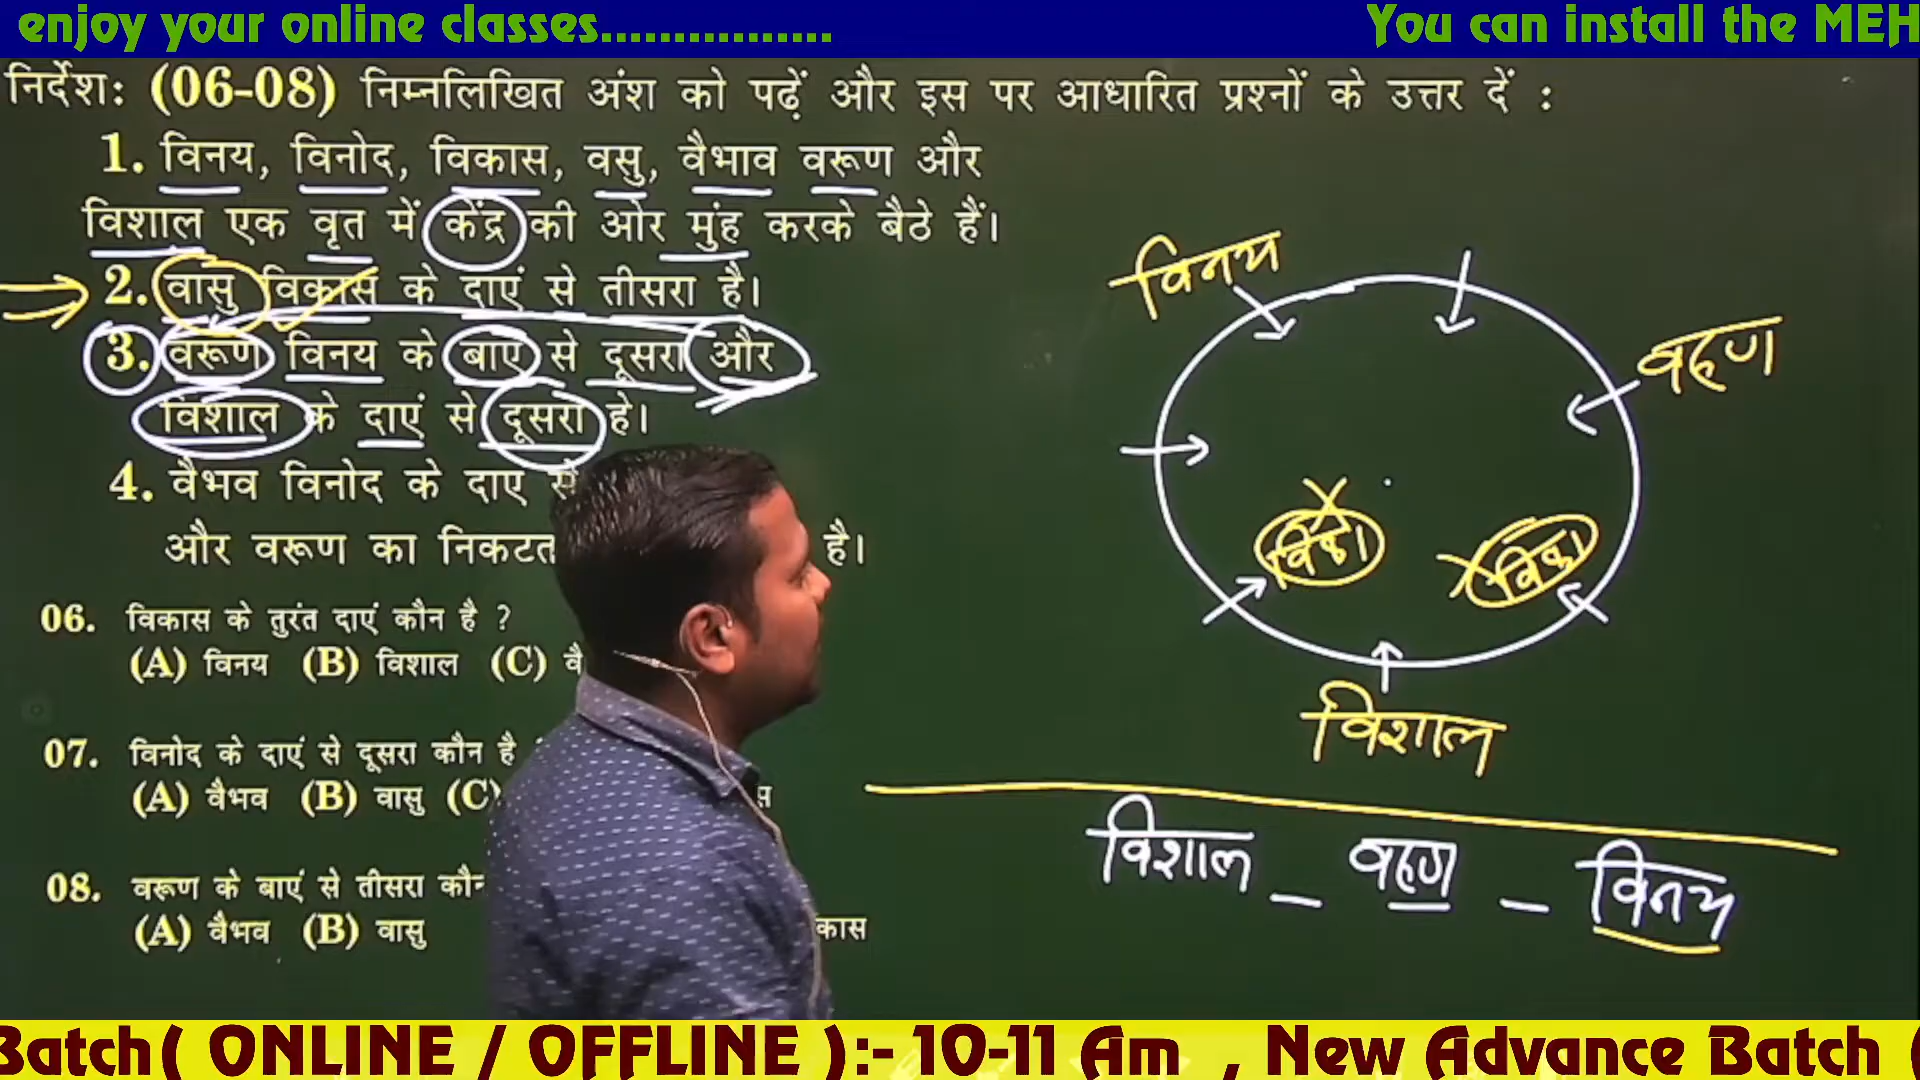 enjoy your online classes................ You can install the MEH
निर्देश: (06-08) निम्नलिखित अंश को पढ़ें और इस पर आधारित प्रश्नों के उत्तर दें :
1. विनय, विनोद, विकास, वसु, वैभाव वरूण और
विशाल एक वृत में केंद्र की ओर मुंह करके बैठे हैं।
2. वासु विकास के दाएं से तीसरा है।
3. वरूण विनय के बाएं से दूसरा और
विशाल के दाएं से दूसरा हे।
4. वैभव विनोद के दाए से
और वरूण का निकटत है।
06. विकास के तुरंत दाएं कौन है ?
(A) विनय (B) विशाल (C) वै
07. विनोद के दाएं से दूसरा कौन है
(A) वैभव (B) वासु (C)
08. वरूण के बाएं से तीसरा कौन
(A) वैभव (B) वासु कास
विनय
वरुण
विका
विका
विशाल
विशाल _ वरुण _ विनय
Batch( ONLINE / OFFLINE ):- 10-11 Am , New Advance Batch (